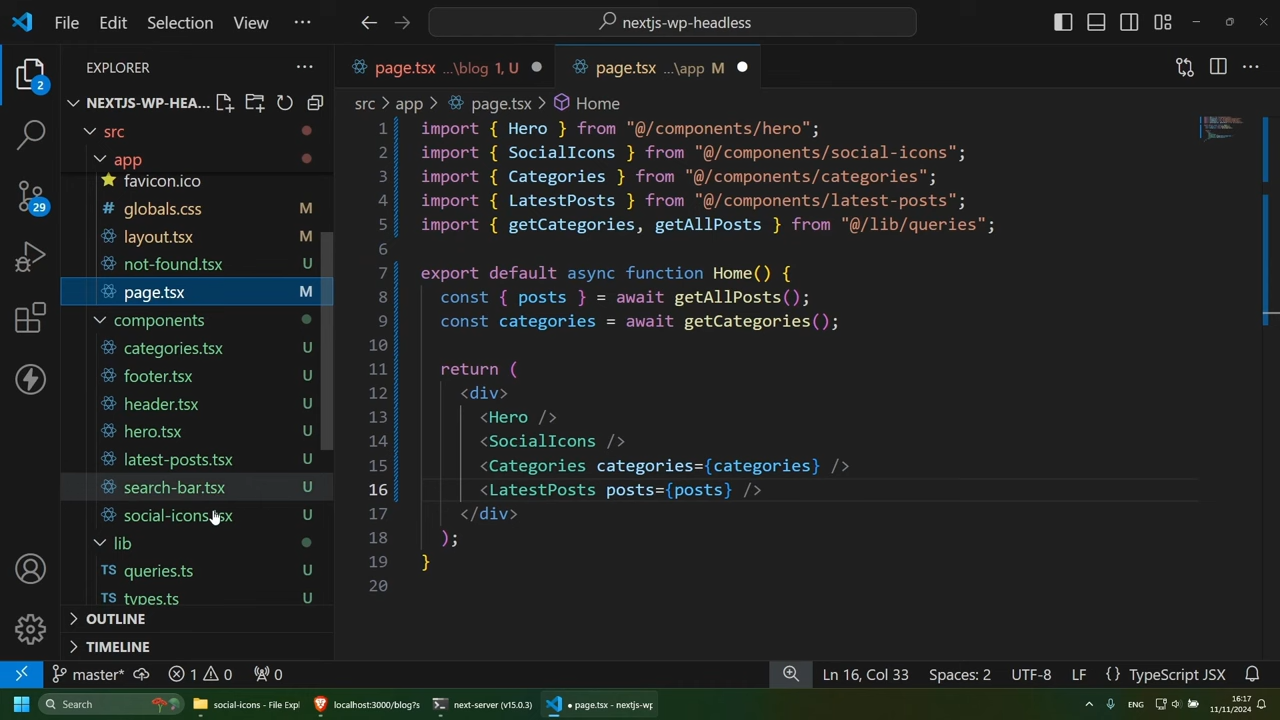 File Edit Selection View ··· nextjs-wp-headless
EXPLORER ···
2
29
NEXTJS-WP-HEA...
src
app
favicon.ico
# globals.css M
layout.tsx M
not-found.tsx U
page.tsx M
components
categories.tsx U
footer.tsx U
header.tsx U
hero.tsx U
latest-posts.tsx U
search-bar.tsx U
social-icons.tsx U
lib
TS queries.ts U
TS types.ts U
OUTLINE
TIMELINE
page.tsx ...\blog 1, U
page.tsx ...\app M
src > app > page.tsx > Home
1 import { Hero } from "@/components/hero";
2 import { SocialIcons } from "@/components/social-icons";
3 import { Categories } from "@/components/categories";
4 import { LatestPosts } from "@/components/latest-posts";
5 import { getCategories, getAllPosts } from "@/lib/queries";
6
7 export default async function Home() {
8 const { posts } = await getAllPosts();
9 const categories = await getCategories();
10
11 return (
12 <div>
13 <Hero />
14 <SocialIcons />
15 <Categories categories={categories} />
16 <LatestPosts posts={posts} />
17 </div>
18 );
19 }
20
master* 1 0 0 Ln 16, Col 33 Spaces: 2 UTF-8 LF {} TypeScript JSX
Search social-icons - File Expl localhost:3000/blog?s next-server (v15.0.3) • page.tsx - nextjs-wp ENG 16:17
11/11/2024